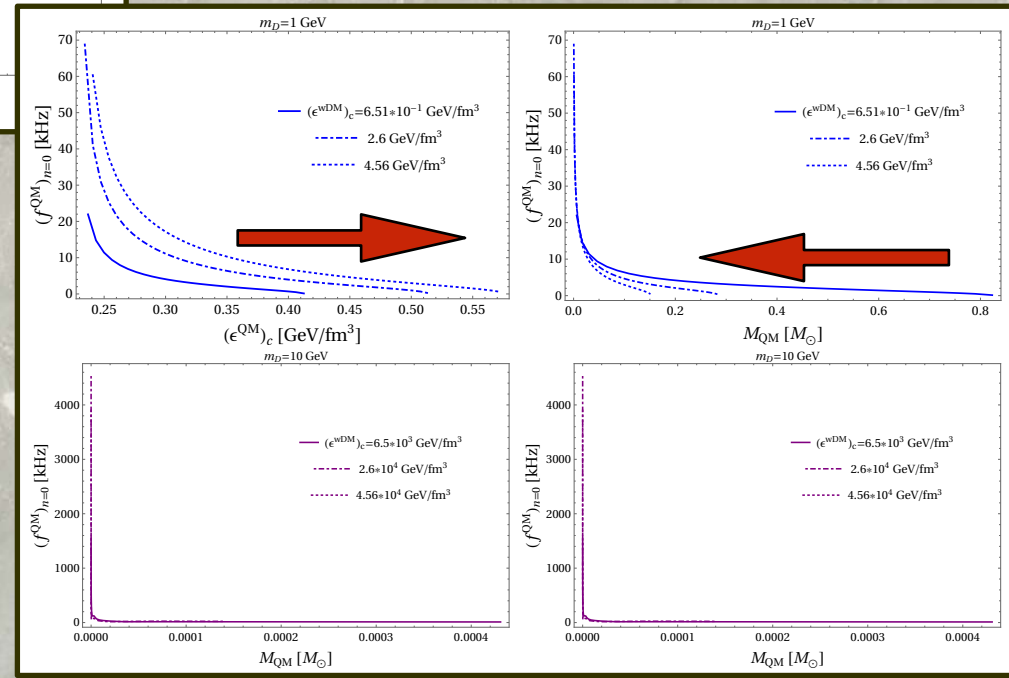 m_D=1 GeV
(f^QM)_{n=0} [kHz]
70
60
50
40
30
20
10
0
(ϵ^wDM)_c=6.51*10^-1 GeV/fm^3
2.6 GeV/fm^3
4.56 GeV/fm^3
0.25 0.30 0.35 0.40 0.45 0.50 0.55
(ϵ^QM)_c [GeV/fm^3]
m_D=1 GeV
(f^QM)_{n=0} [kHz]
70
60
50
40
30
20
10
0
(ϵ^wDM)_c=6.51*10^-1 GeV/fm^3
2.6 GeV/fm^3
4.56 GeV/fm^3
0.0 0.2 0.4 0.6 0.8
M_QM [M_⊙]
m_D=10 GeV
(f^QM)_{n=0} [kHz]
4000
3000
2000
1000
0
(ϵ^wDM)_c=6.5*10^3 GeV/fm^3
2.6*10^4 GeV/fm^3
4.56*10^4 GeV/fm^3
0.0000 0.0001 0.0002 0.0003 0.0004
M_QM [M_⊙]
m_D=10 GeV
(f^QM)_{n=0} [kHz]
4000
3000
2000
1000
0
(ϵ^wDM)_c=6.5*10^3 GeV/fm^3
2.6*10^4 GeV/fm^3
4.56*10^4 GeV/fm^3
0.0000 0.0001 0.0002 0.0003 0.0004
M_QM [M_⊙]